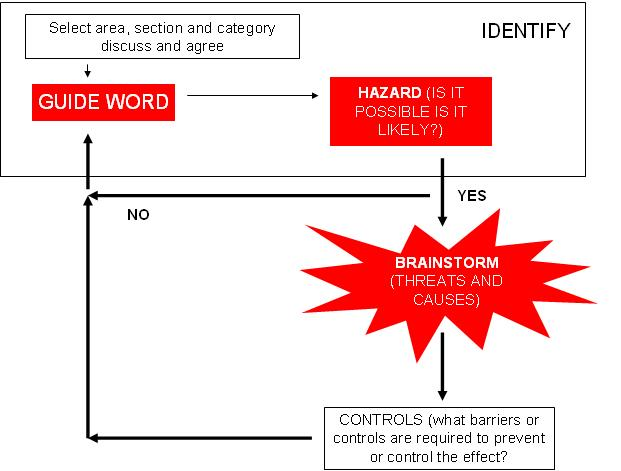 Select area, section and category
discuss and agree
IDENTIFY
GUIDE WORD
HAZARD (IS IT
POSSIBLE IS IT
LIKELY?)
YES
NO
BRAINSTORM
(THREATS AND
CAUSES)
CONTROLS (what barriers or
controls are required to prevent
or control the effect?